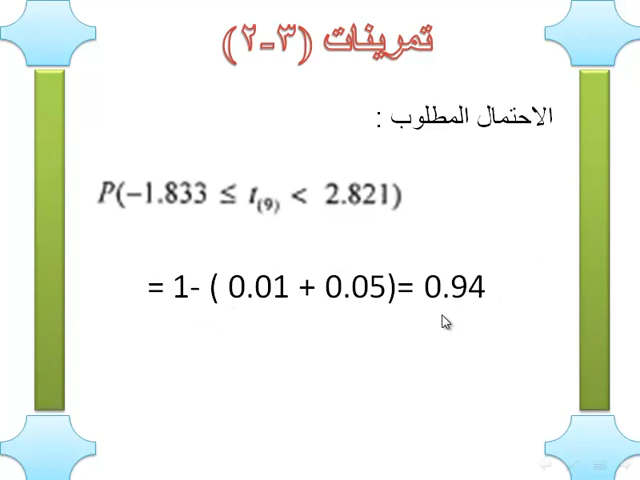 تمرينات (٣-٢)
الاحتمال المطلوب :
P(−1.833 ≤ t(9) < 2.821)
= 1- ( 0.01 + 0.05)= 0.94